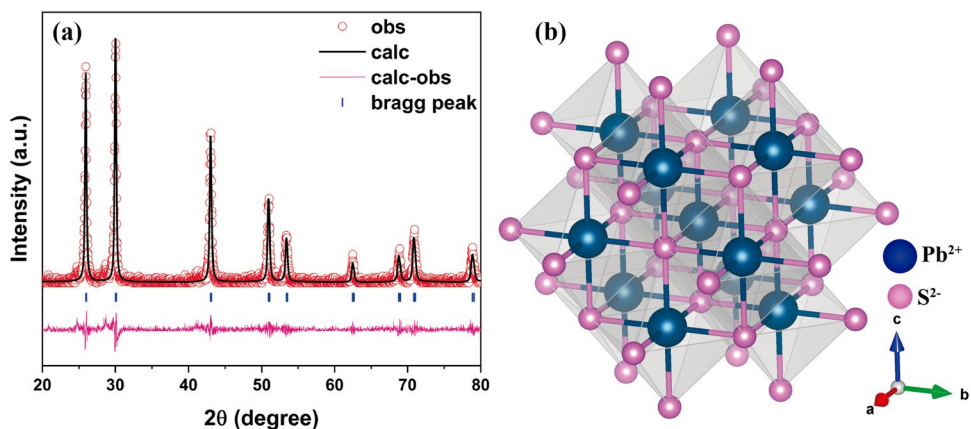 (a)
obs
calc
calc-obs
bragg peak
Intensity (a.u.)
20 30 40 50 60 70 80
2θ (degree)
(b)
Pb²⁺
S²⁻
c
b
a